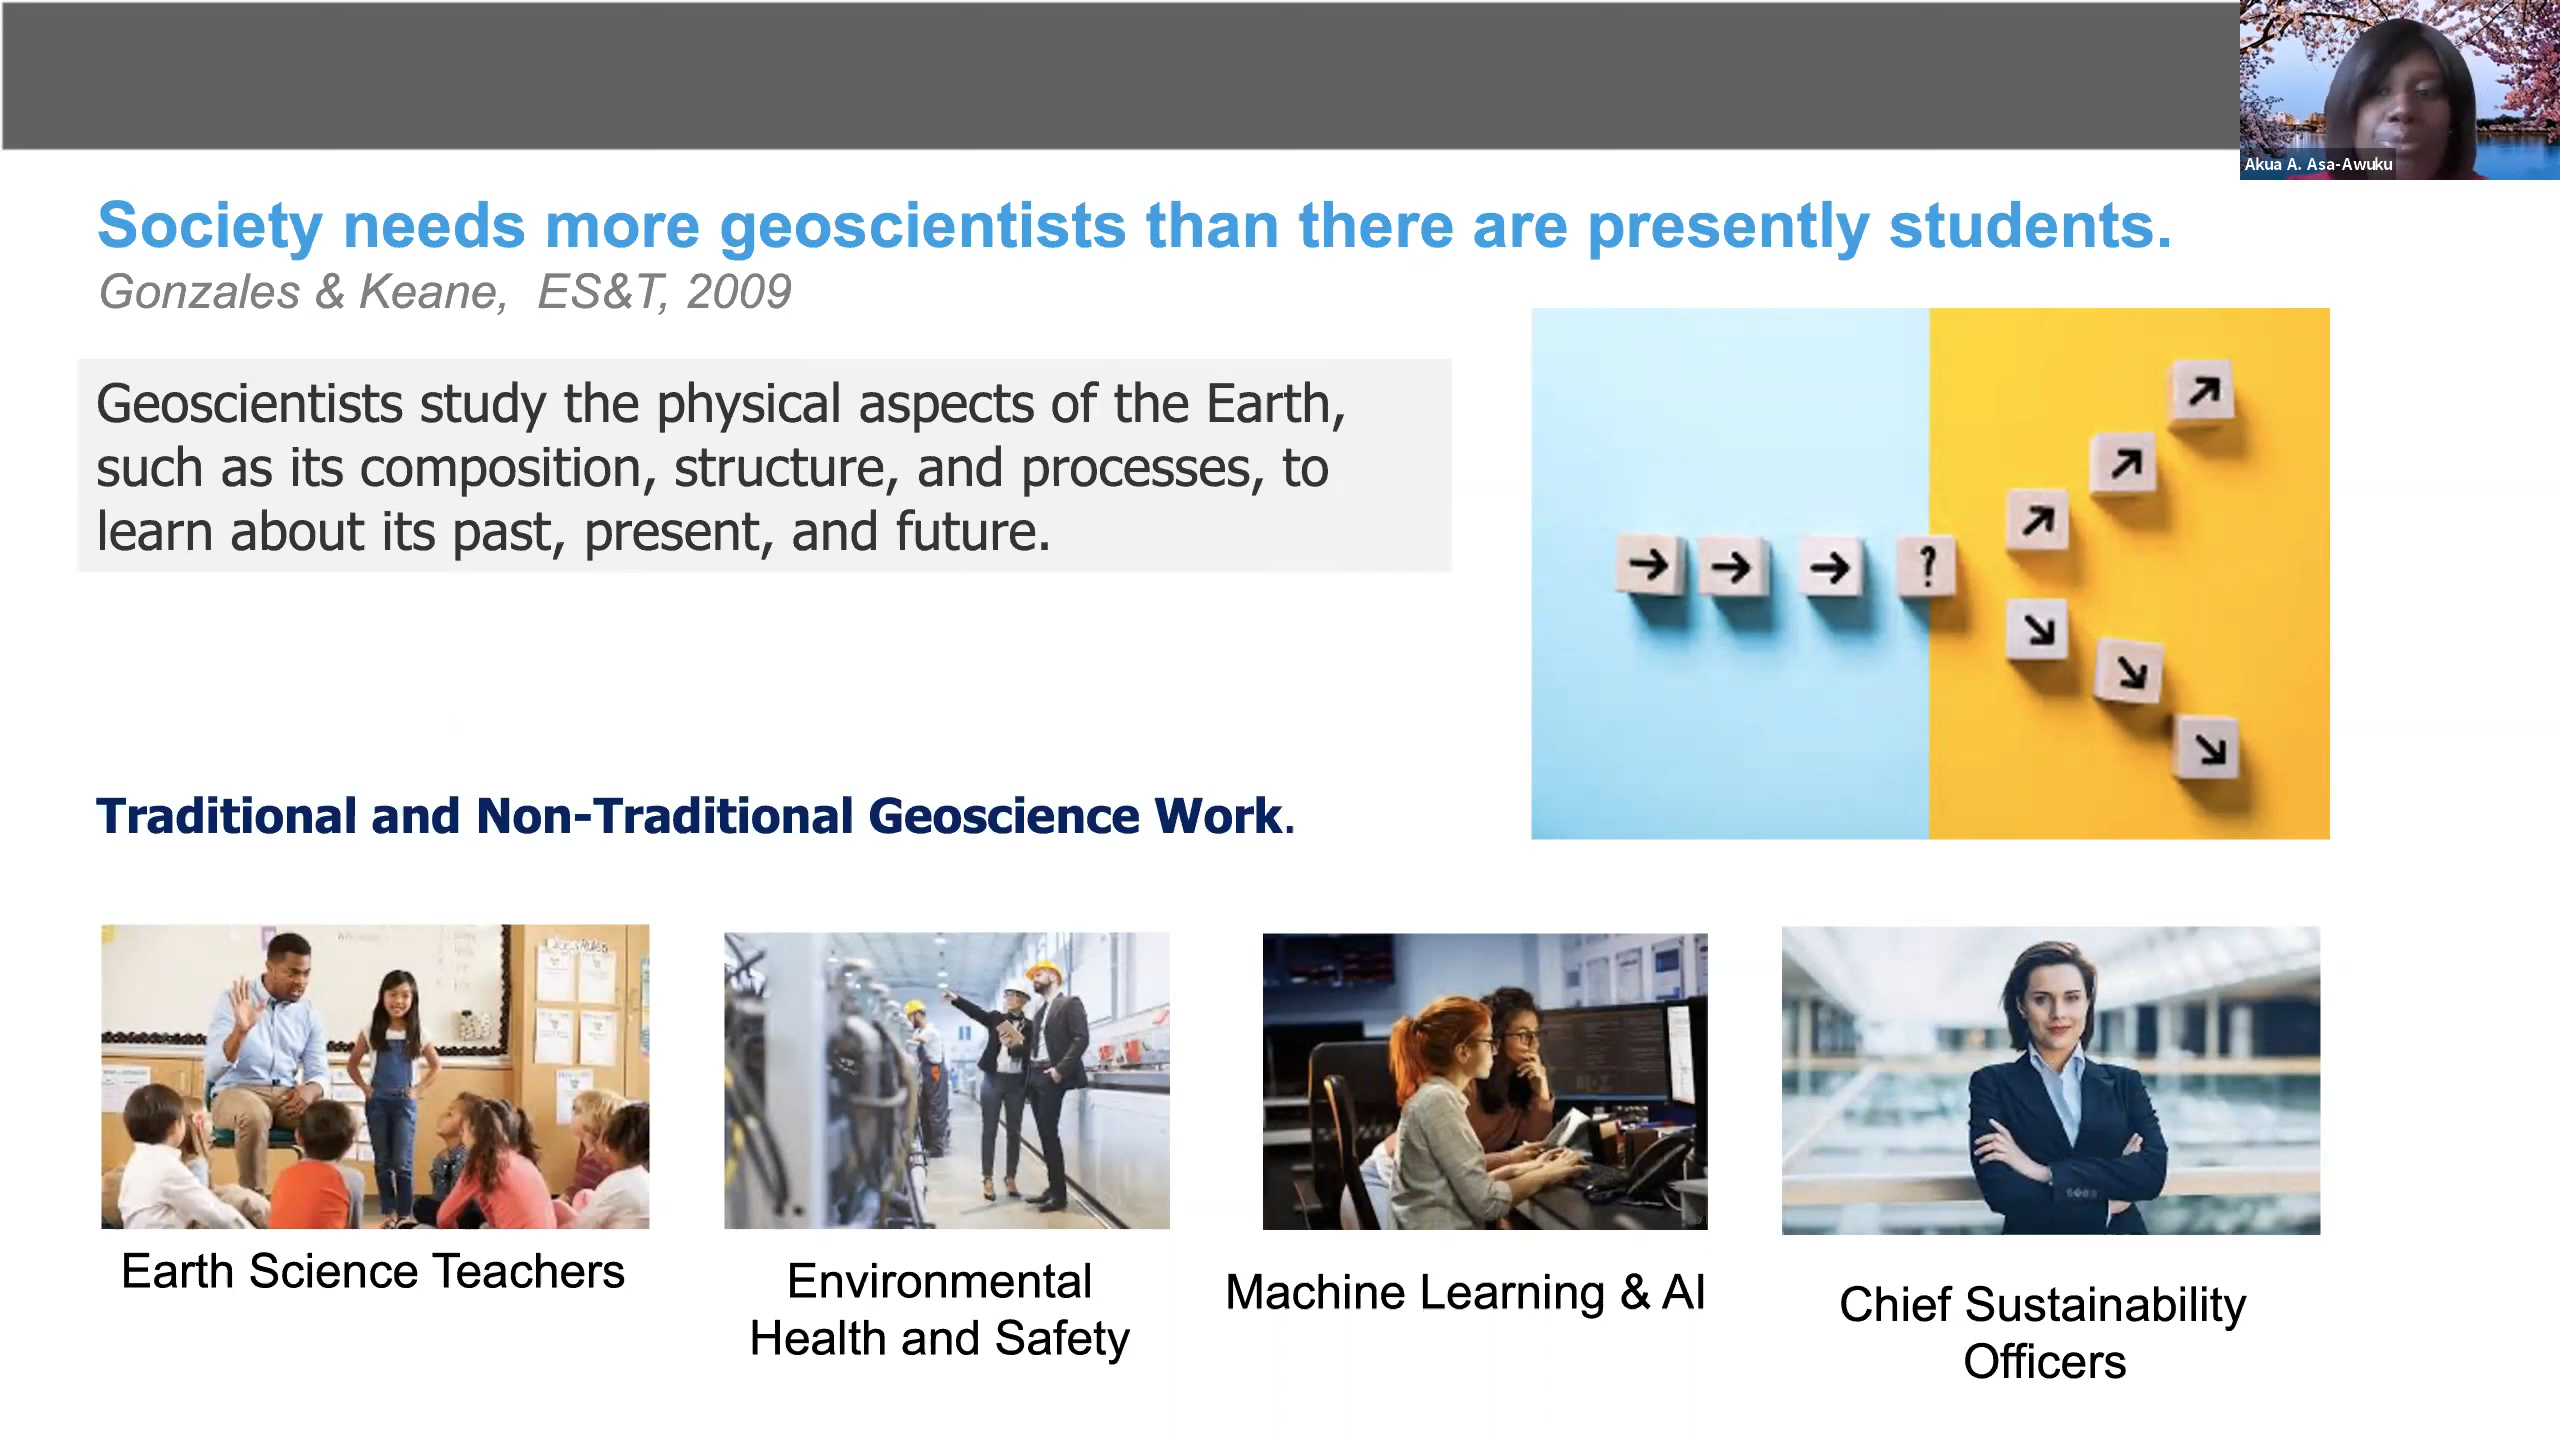 Akua A. Asa-Awuku
Society needs more geoscientists than there are presently students.
Gonzales & Keane, ES&T, 2009
Geoscientists study the physical aspects of the Earth,
such as its composition, structure, and processes, to
learn about its past, present, and future.
?
Traditional and Non-Traditional Geoscience Work.
Earth Science Teachers
Environmental
Health and Safety
Machine Learning & AI
Chief Sustainability
Officers